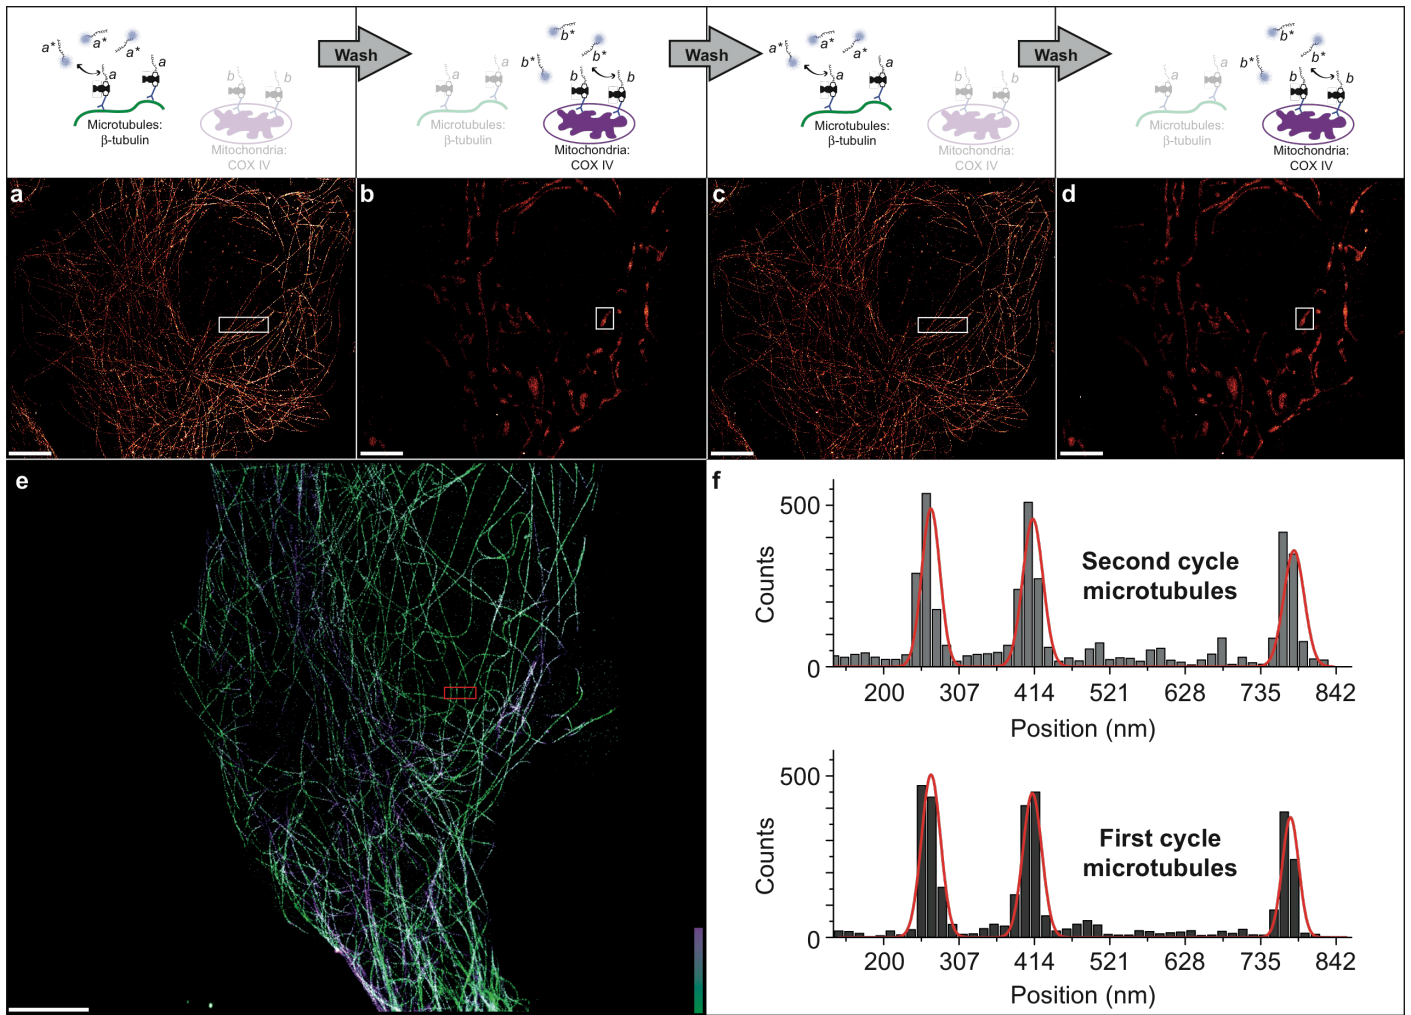 a*
a*
a*
a
a
b
b
Microtubules:
β-tubulin
Mitochondria:
COX IV
Wash
b*
b*
b*
a
a
b
b
Microtubules:
β-tubulin
Mitochondria:
COX IV
Wash
a*
a*
a*
a
a
b
b
Microtubules:
β-tubulin
Mitochondria:
COX IV
Wash
b*
b*
b*
a
a
b
b
Microtubules:
β-tubulin
Mitochondria:
COX IV
a
b
c
d
e
f
500
0
Counts
Second cycle
microtubules
200 307 414 521 628 735 842
Position (nm)
500
0
Counts
First cycle
microtubules
200 307 414 521 628 735 842
Position (nm)